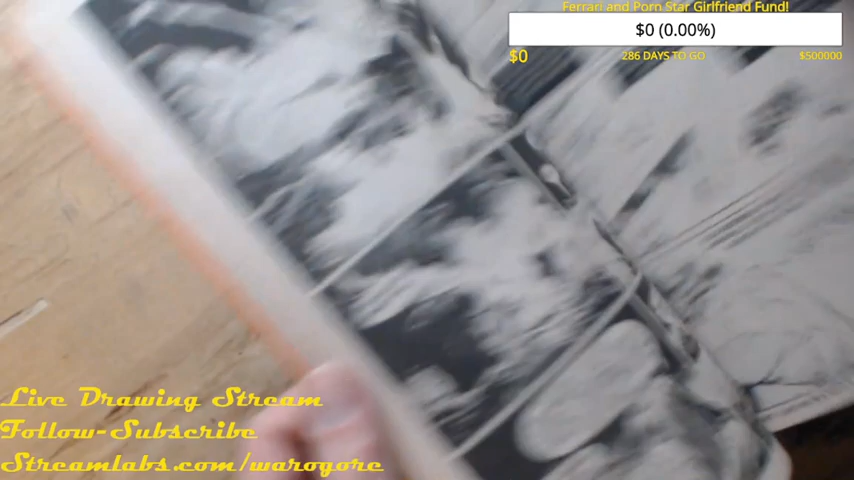 Ferrari and Porn Star Girlfriend Fund!
$0 (0.00%)
$0 286 DAYS TO GO $500000
Live Drawing Stream
Follow-Subscribe
Streamlabs.com/warogore